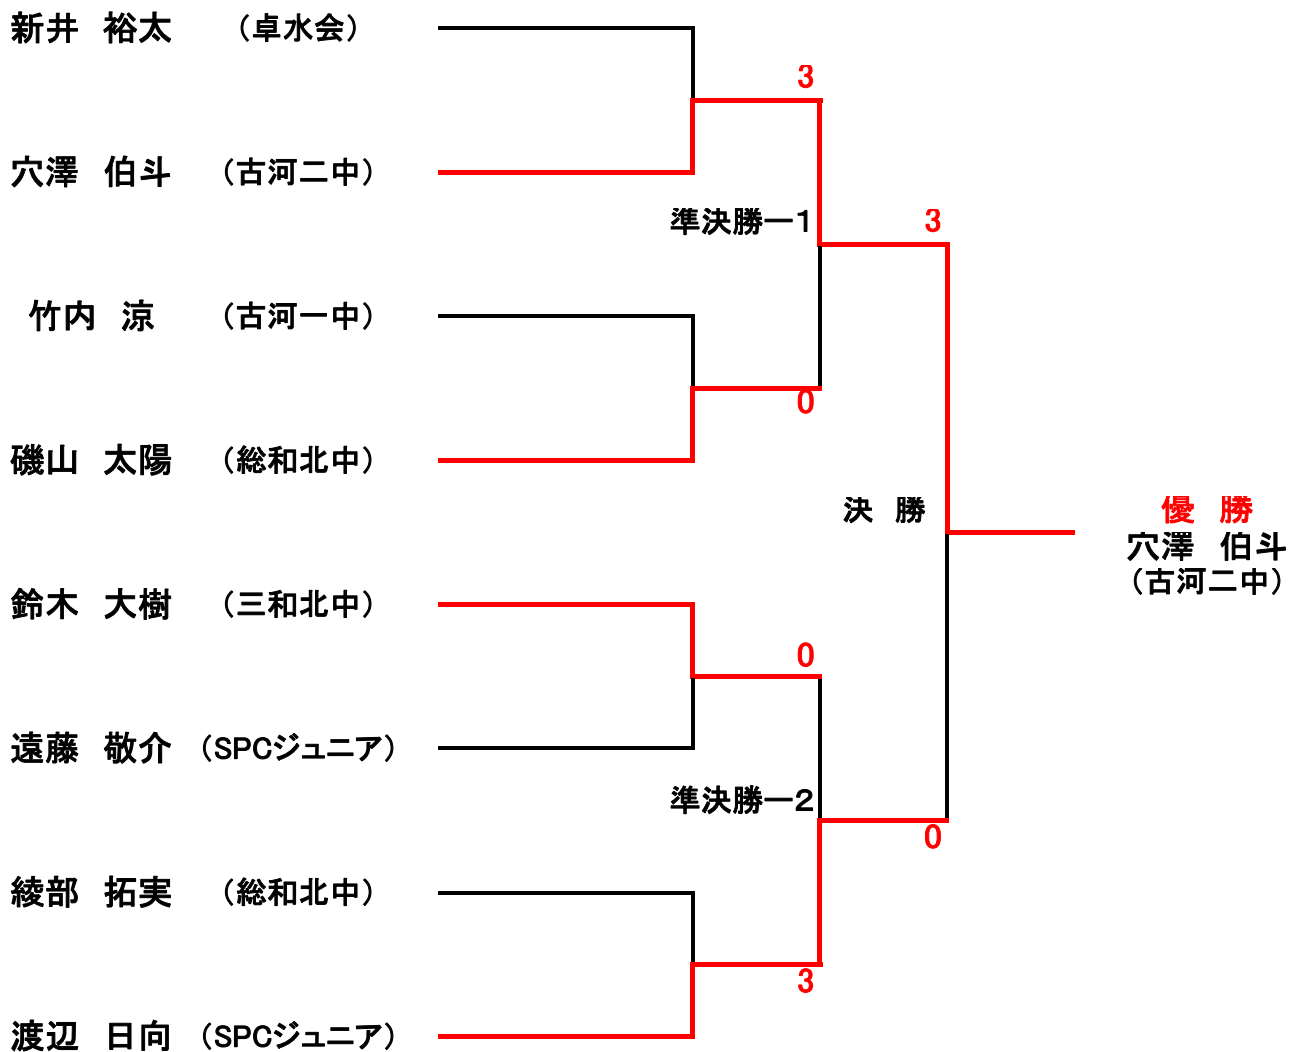 新井　裕太　（卓水会）
3
穴澤　伯斗　（古河二中）
準決勝ー１
3
竹内　涼　（古河一中）
0
磯山　太陽　（総和北中）
決　勝
優　勝
穴澤　伯斗
（古河二中）
鈴木　大樹　（三和北中）
0
遠藤　敬介　（SPCジュニア）
準決勝ー２
0
綾部　拓実　（総和北中）
3
渡辺　日向　（SPCジュニア）